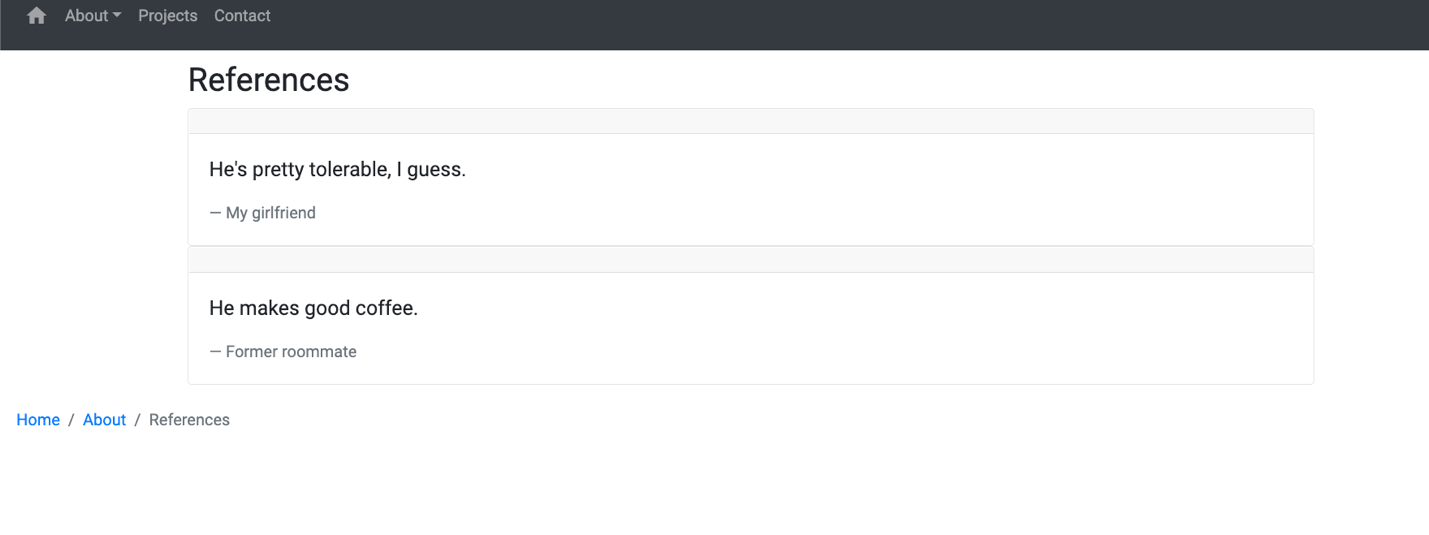 About Projects Contact
References
He's pretty tolerable, I guess.
— My girlfriend
He makes good coffee.
— Former roommate
Home / About / References